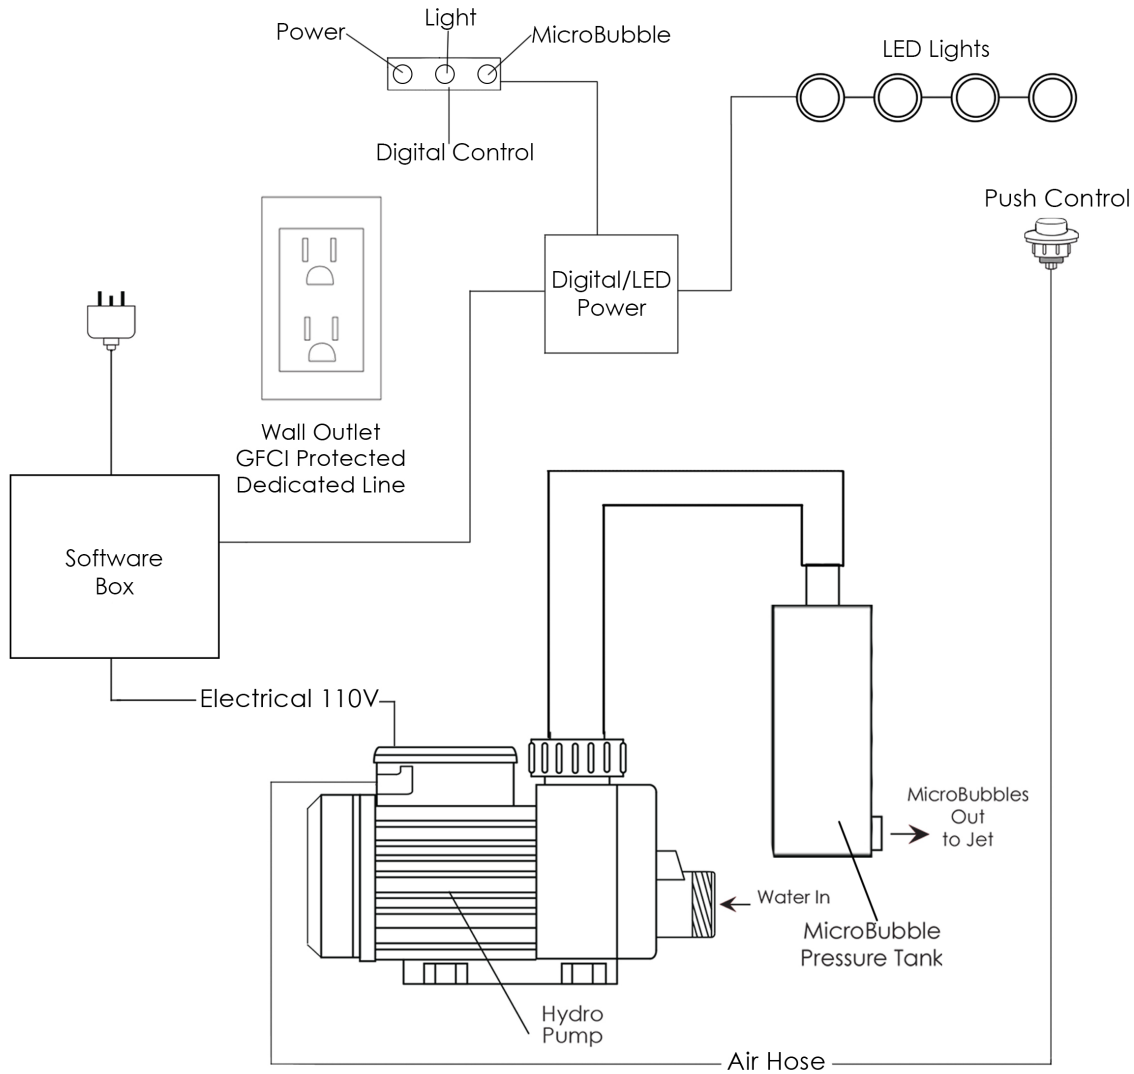 Light
Power
MicroBubble
LED Lights
Digital Control
Push Control
Digital/LED
Power
Wall Outlet
GFCI Protected
Dedicated Line
Software
Box
Electrical 110V
MicroBubbles
Out
to Jet
Water In
MicroBubble
Pressure Tank
Hydro
Pump
Air Hose